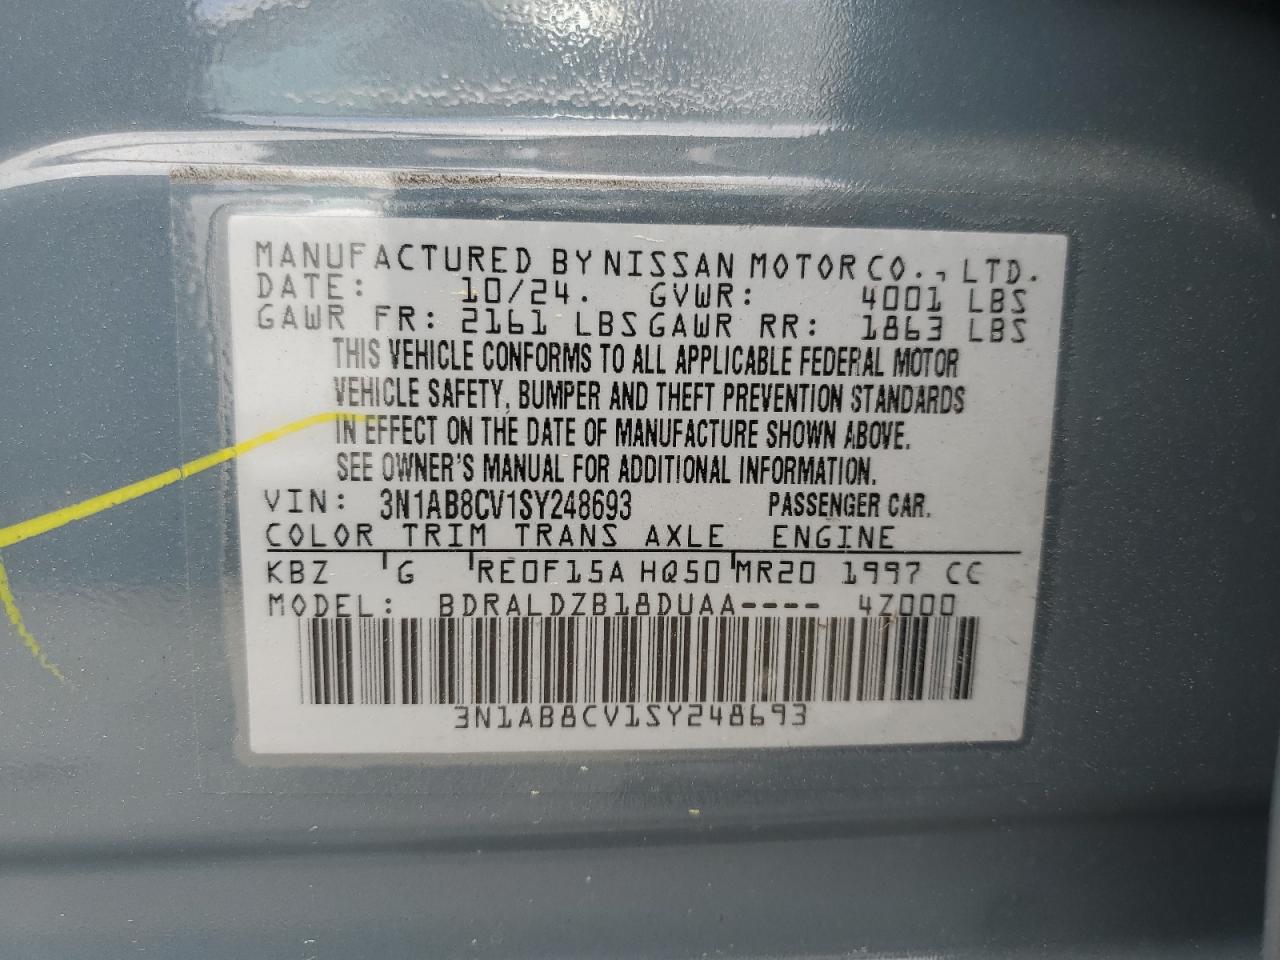 MANUFACTURED BY NISSAN MOTOR CO., LTD.
DATE: 10/24. GVWR: 4001 LBS
GAWR FR: 2161 LBS GAWR RR: 1863 LBS
THIS VEHICLE CONFORMS TO ALL APPLICABLE FEDERAL MOTOR
VEHICLE SAFETY, BUMPER AND THEFT PREVENTION STANDARDS
IN EFFECT ON THE DATE OF MANUFACTURE SHOWN ABOVE.
SEE OWNER'S MANUAL FOR ADDITIONAL INFORMATION.
VIN: 3N1AB8CV1SY248693 PASSENGER CAR.
COLOR TRIM TRANS AXLE ENGINE
KBZ G RE0F15A HQ50 MR20 1997 CC
MODEL: BDRALDZB18DUAA---- 4Z000
3N1AB8CV1SY248693